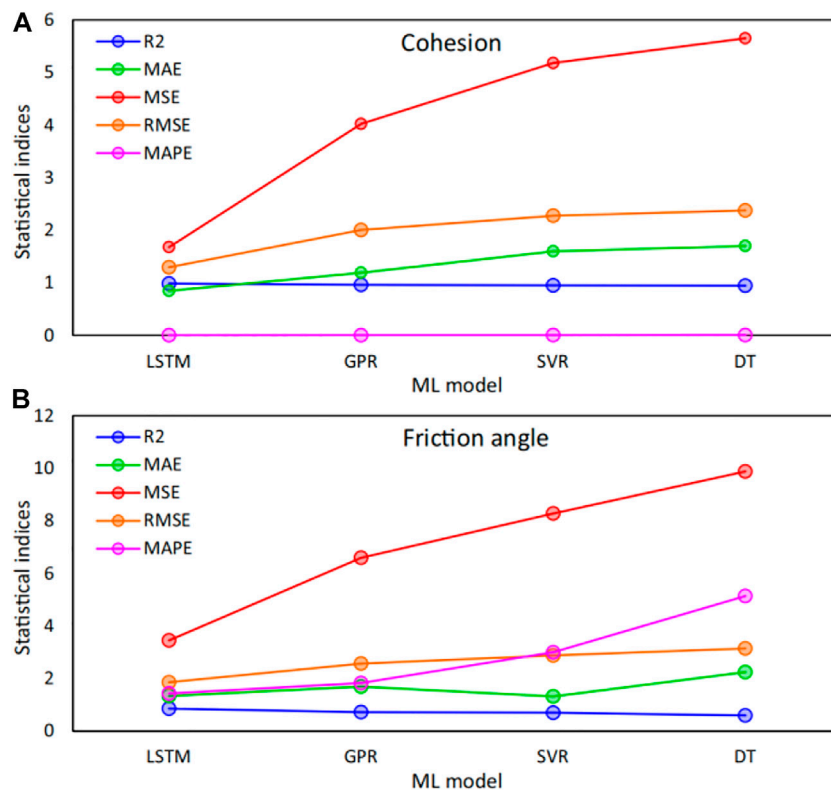 A
Cohesion
R2
MAE
MSE
RMSE
MAPE
Statistical indices
6
5
4
3
2
1
0
LSTM GPR SVR DT
ML model
B
Friction angle
R2
MAE
MSE
RMSE
MAPE
Statistical indices
12
10
8
6
4
2
0
LSTM GPR SVR DT
ML model